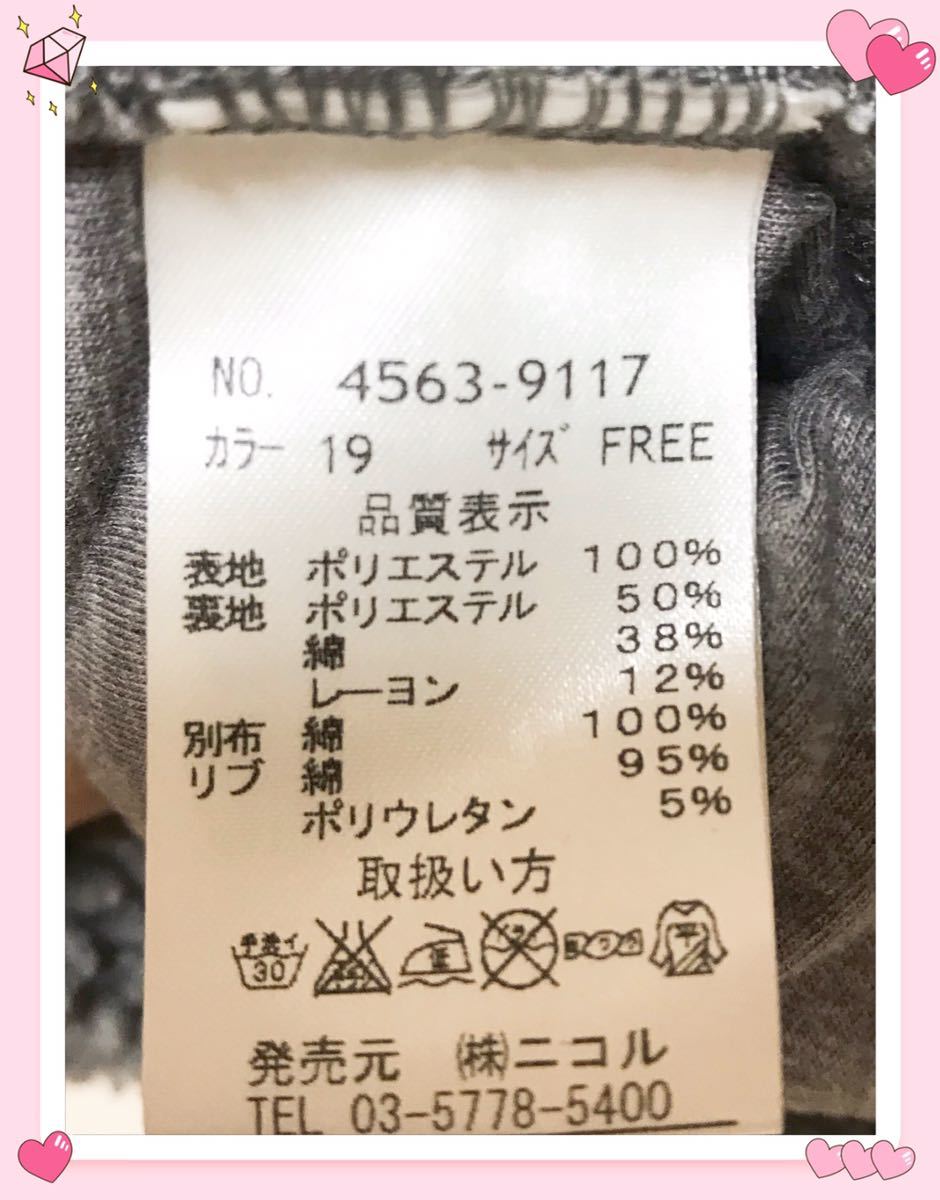 NO. 4563-9117
カラー 19 サイズ FREE
品質表示
表地 ポリエステル 100%
裏地 ポリエステル 50%
綿 38%
レーヨン 12%
別布 綿 100%
リブ 綿 95%
ポリウレタン 5%
取扱い方
手洗イ 30 低 平
発売元 ㈱ニコル
TEL 03-5778-5400